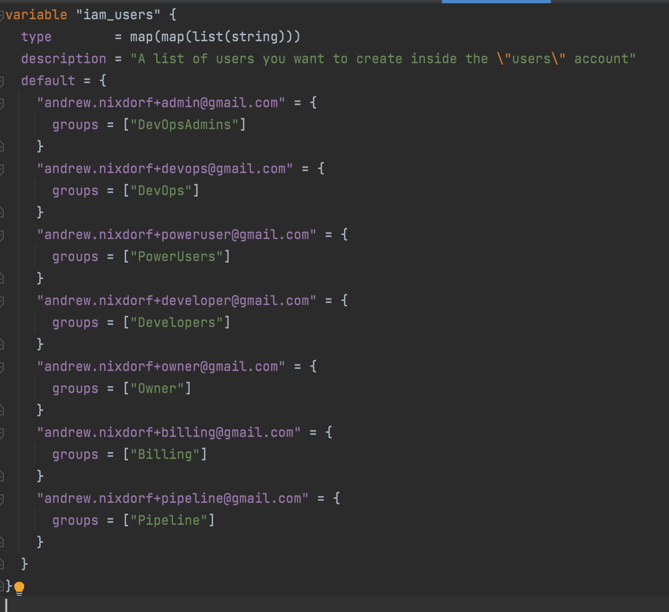 variable "iam_users" {
  type        = map(map(list(string)))
  description = "A list of users you want to create inside the \"users\" account"
  default = {
    "andrew.nixdorf+admin@gmail.com" = {
      groups = ["DevOpsAdmins"]
    }
    "andrew.nixdorf+devops@gmail.com" = {
      groups = ["DevOps"]
    }
    "andrew.nixdorf+poweruser@gmail.com" = {
      groups = ["PowerUsers"]
    }
    "andrew.nixdorf+developer@gmail.com" = {
      groups = ["Developers"]
    }
    "andrew.nixdorf+owner@gmail.com" = {
      groups = ["Owner"]
    }
    "andrew.nixdorf+billing@gmail.com" = {
      groups = ["Billing"]
    }
    "andrew.nixdorf+pipeline@gmail.com" = {
      groups = ["Pipeline"]
    }
  }
}